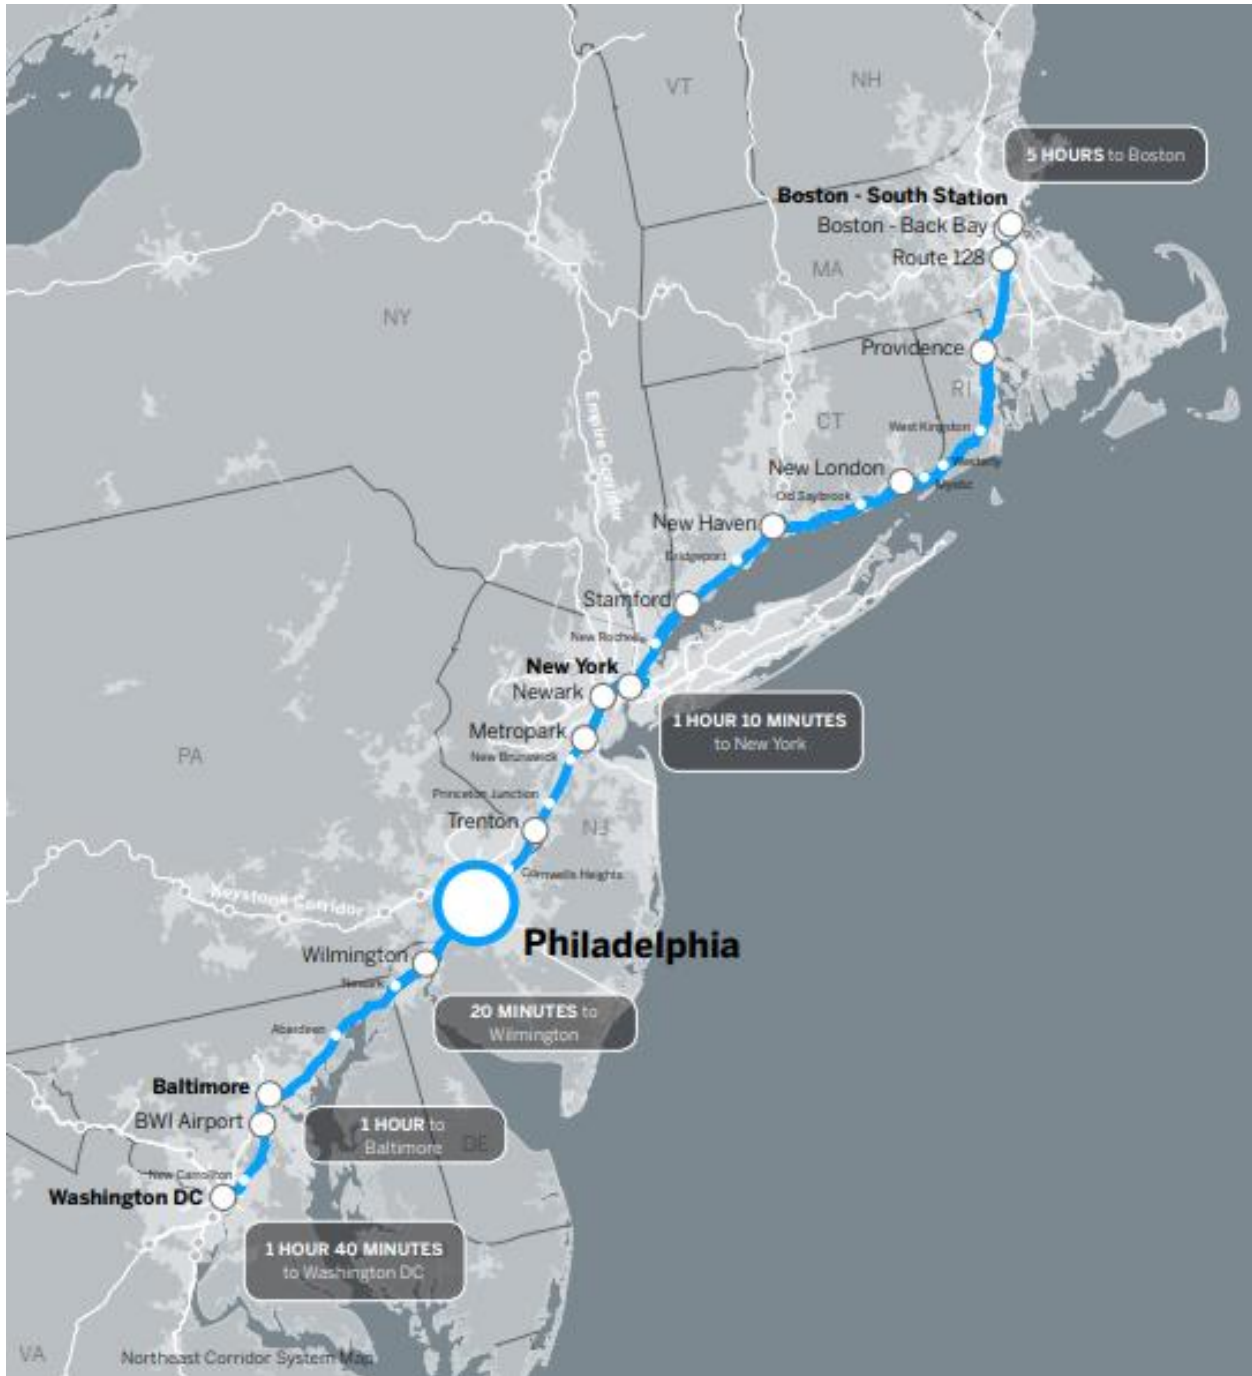 VT
NH
5 HOURS to Boston
Boston - South Station
Boston - Back Bay
Route 128
MA
NY
Providence
RI
Empire Corridor
CT
West Kingston
Westerly
New London
Mystic
Old Saybrook
New Haven
Bridgeport
Stamford
New Rochelle
New York
Newark
1 HOUR 10 MINUTES
to New York
Metropark
PA
New Brunswick
Princeton Junction
Trenton
NJ
Cornwells Heights
Keystone Corridor
Philadelphia
Wilmington
Newark
20 MINUTES to
Wilmington
Aberdeen
Baltimore
BWI Airport
1 HOUR to
Baltimore
DE
New Carrollton
Washington DC
1 HOUR 40 MINUTES
to Washington DC
VA
Northeast Corridor System Map